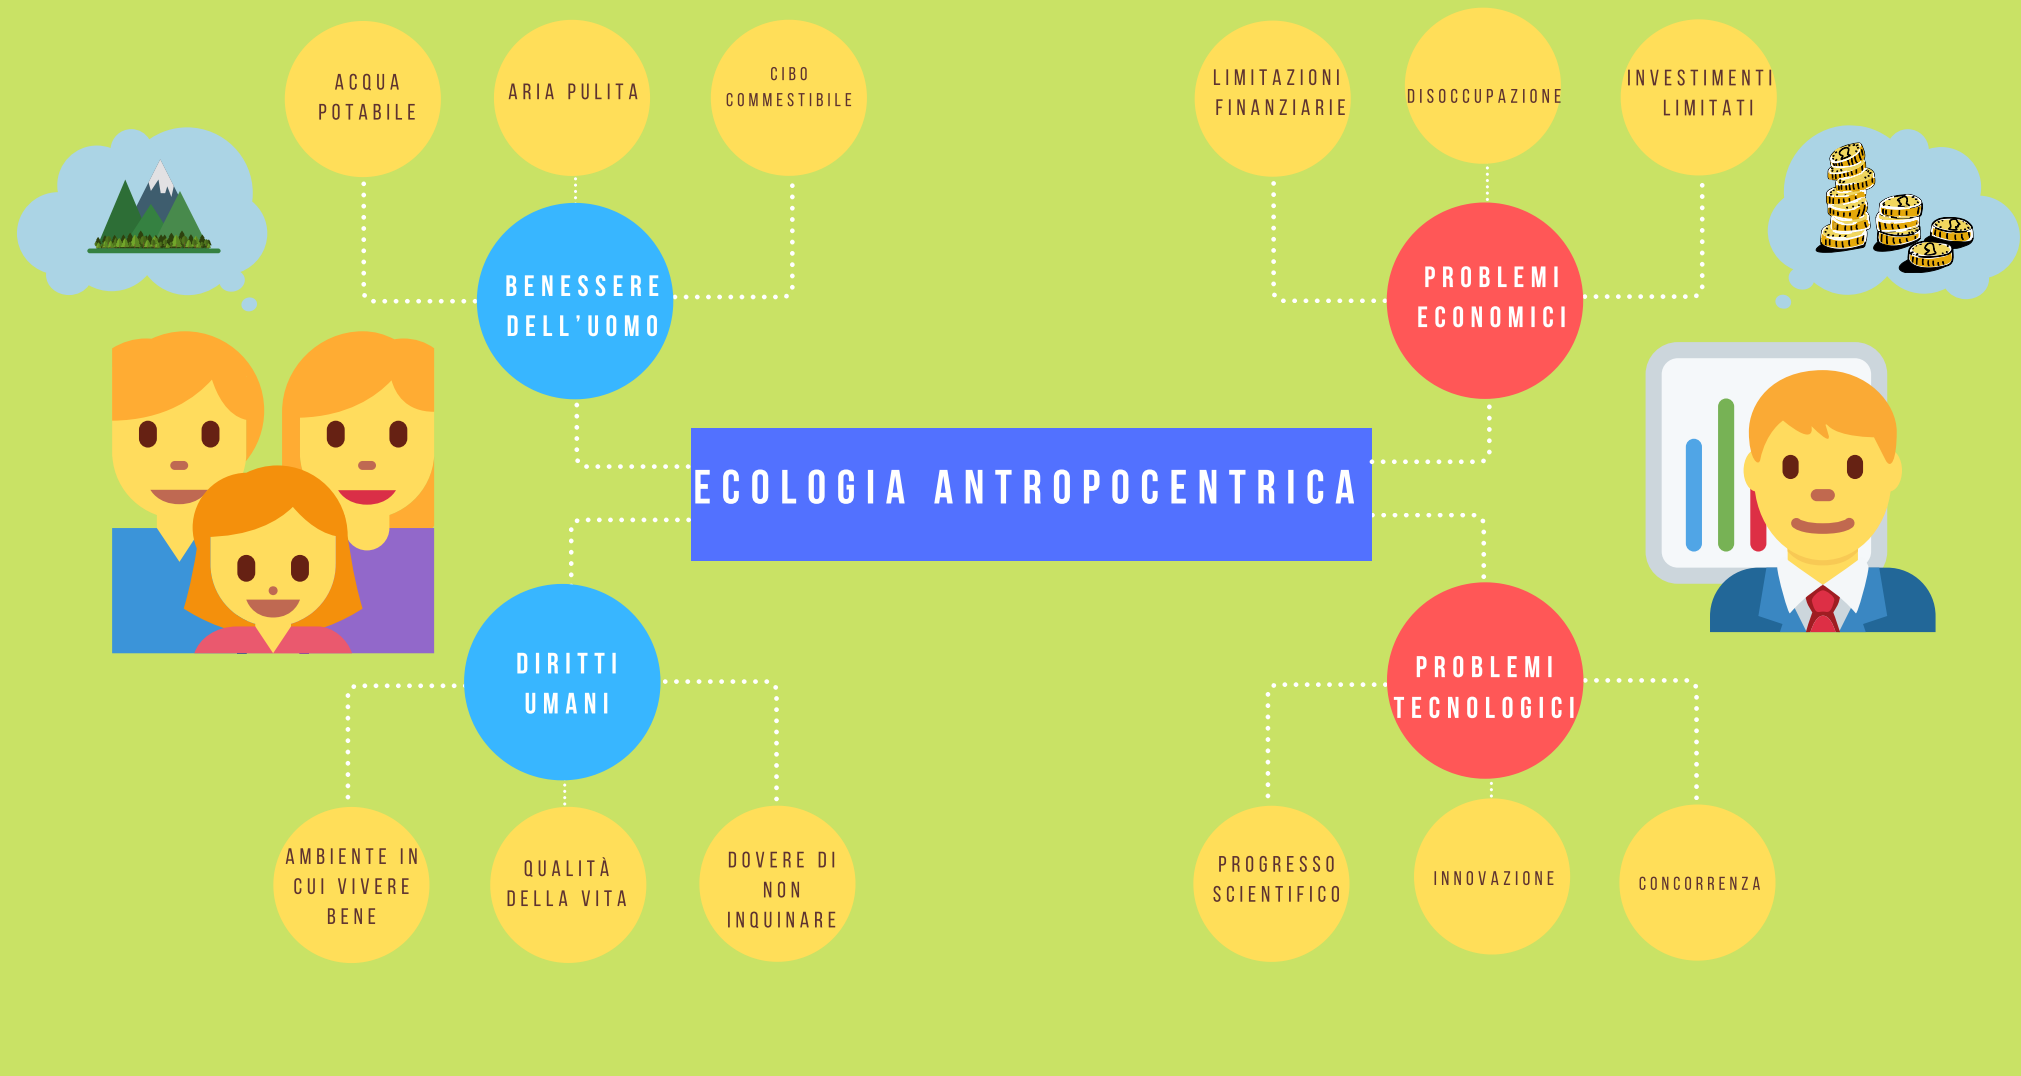 ACQUA
POTABILE
ARIA PULITA
CIBO
COMMESTIBILE
BENESSERE
DELL'UOMO
LIMITAZIONI
FINANZIARIE
DISOCCUPAZIONE
INVESTIMENTI
LIMITATI
PROBLEMI
ECONOMICI
ECOLOGIA ANTROPOCENTRICA
DIRITTI
UMANI
AMBIENTE IN
CUI VIVERE
BENE
QUALITÀ
DELLA VITA
DOVERE DI
NON
INQUINARE
PROBLEMI
TECNOLOGICI
PROGRESSO
SCIENTIFICO
INNOVAZIONE
CONCORRENZA